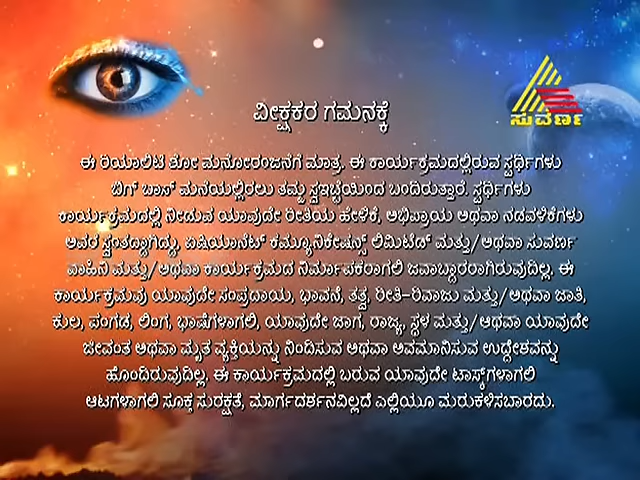 ಸುವರ್ಣ
ವೀಕ್ಷಕರ ಗಮನಕ್ಕೆ
ಈ ರಿಯಾಲಿಟಿ ಶೋ ಮನೋರಂಜನೆಗೆ ಮಾತ್ರ. ಈ ಕಾರ್ಯಕ್ರಮದಲ್ಲಿರುವ ಸ್ಪರ್ಧಿಗಳು
ಬಿಗ್ ಬಾಸ್ ಮನೆಯಲ್ಲಿರಲು ತಮ್ಮ ಸ್ವಇಚ್ಛೆಯಿಂದ ಬಂದಿರುತ್ತಾರೆ. ಸ್ಪರ್ಧಿಗಳು
ಕಾರ್ಯಕ್ರಮದಲ್ಲಿ ನೀಡುವ ಯಾವುದೇ ರೀತಿಯ ಹೇಳಿಕೆ, ಅಭಿಪ್ರಾಯ ಅಥವಾ ನಡವಳಿಕೆಗಳು
ಅವರ ಸ್ವಂತದ್ದಾಗಿದ್ದು, ಏಷಿಯಾನೆಟ್ ಕಮ್ಯೂನಿಕೇಷನ್ಸ್ ಲಿಮಿಟೆಡ್ ಮತ್ತು/ಅಥವಾ ಸುವರ್ಣ
ವಾಹಿನಿ ಮತ್ತು/ಅಥವಾ ಕಾರ್ಯಕ್ರಮದ ನಿರ್ಮಾಪಕರಾಗಲಿ ಜವಾಬ್ದಾರರಾಗಿರುವುದಿಲ್ಲ. ಈ
ಕಾರ್ಯಕ್ರಮವು ಯಾವುದೇ ಸಂಪ್ರದಾಯ, ಭಾವನೆ, ತತ್ವ, ರೀತಿ-ರಿವಾಜು ಮತ್ತು/ಅಥವಾ ಜಾತಿ,
ಕುಲ, ಪಂಗಡ, ಲಿಂಗ, ಭಾಷೆಗಳಾಗಲಿ, ಯಾವುದೇ ಜಾಗ, ರಾಜ್ಯ, ಸ್ಥಳ ಮತ್ತು/ಆಥವಾ ಯಾವುದೇ
ಜೀವಂತ ಅಥವಾ ಮೃತ ವ್ಯಕ್ತಿಯನ್ನು ನಿಂದಿಸುವ ಅಥವಾ ಅವಮಾನಿಸುವ ಉದ್ದೇಶವನ್ನು
ಹೊಂದಿರುವುದಿಲ್ಲ. ಈ ಕಾರ್ಯಕ್ರಮದಲ್ಲಿ ಬರುವ ಯಾವುದೇ ಟಾಸ್ಕ್‌ಗಳಾಗಲಿ
ಆಟಗಳಾಗಲಿ ಸೂಕ್ತ ಸುರಕ್ಷತೆ, ಮಾರ್ಗದರ್ಶನವಿಲ್ಲದೆ ಎಲ್ಲಿಯೂ ಮರುಕಳಿಸಬಾರದು.